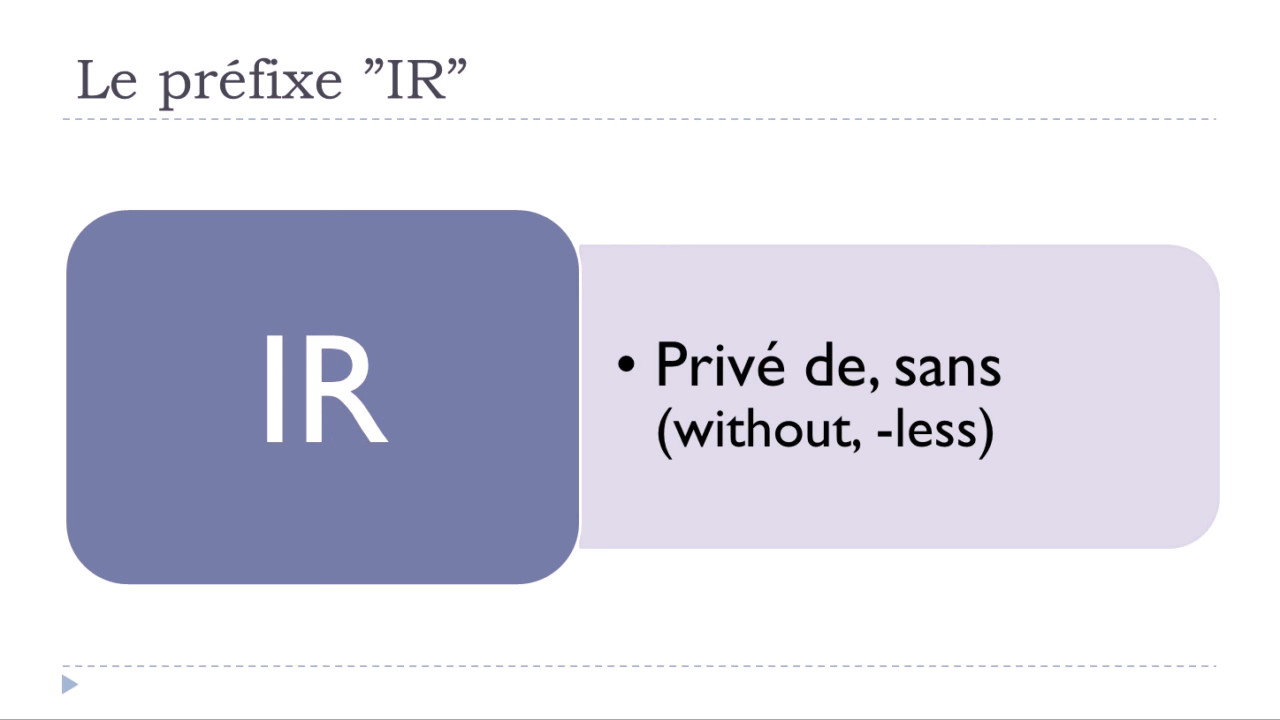 Le préfixe ”IR”
IR
• Privé de, sans
(without, -less)